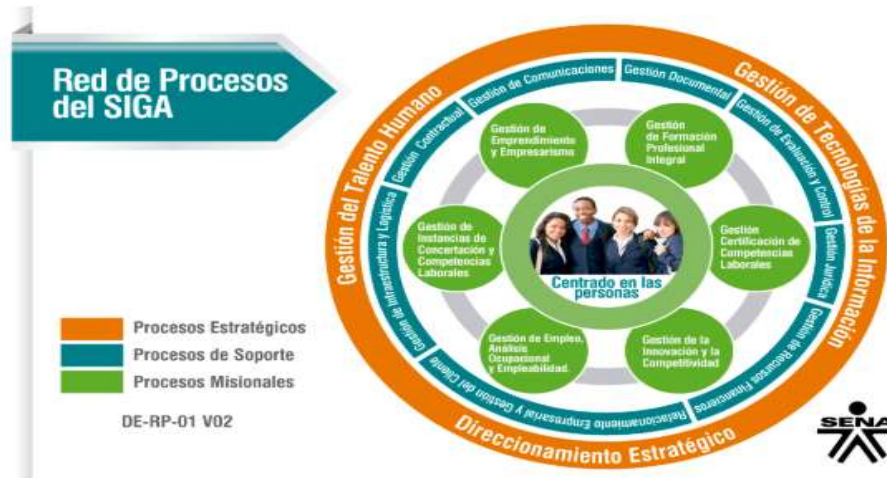 Red de Procesos
del SIGA
Gestión del Talento Humano
Gestión de Tecnologías de la Información
Direccionamiento Estratégico
Gestión de Infraestructura y Logística
Gestión Contractual
Gestión de Comunicaciones
Gestión Documental
Gestión de Evaluación y Control
Gestión Jurídica
Gestión de Recursos Financieros
Relacionamiento Empresarial y Gestión del Cliente
Gestión de
Emprendimiento
y Empresarismo
Gestión
de Formación
Profesional
Integral
Gestión de
Instancias de
Concertación y
Competencias
Laborales
Gestión
Certificación de
Competencias
Laborales
Gestión de Empleo,
Análisis
Ocupacional
y Empleabilidad.
Gestión de la
Innovación y la
Competitividad
Centrado en las
personas
Procesos Estratégicos
Procesos de Soporte
Procesos Misionales
DE-RP-01 V02
SENA